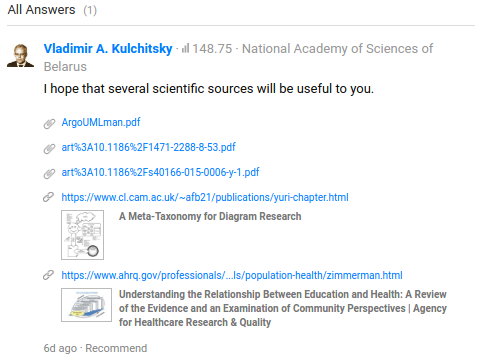 All Answers (1)
Vladimir A. Kulchitsky · 148.75 · National Academy of Sciences of
Belarus
I hope that several scientific sources will be useful to you.
ArgoUMLman.pdf
art%3A10.1186%2F1471-2288-8-53.pdf
art%3A10.1186%2Fs40166-015-0006-y-1.pdf
https://www.cl.cam.ac.uk/~afb21/publications/yuri-chapter.html
A Meta-Taxonomy for Diagram Research
https://www.ahrq.gov/professionals/...ls/population-health/zimmerman.html
Understanding the Relationship Between Education and Health: A Review
of the Evidence and an Examination of Community Perspectives | Agency
for Healthcare Research & Quality
6d ago · Recommend